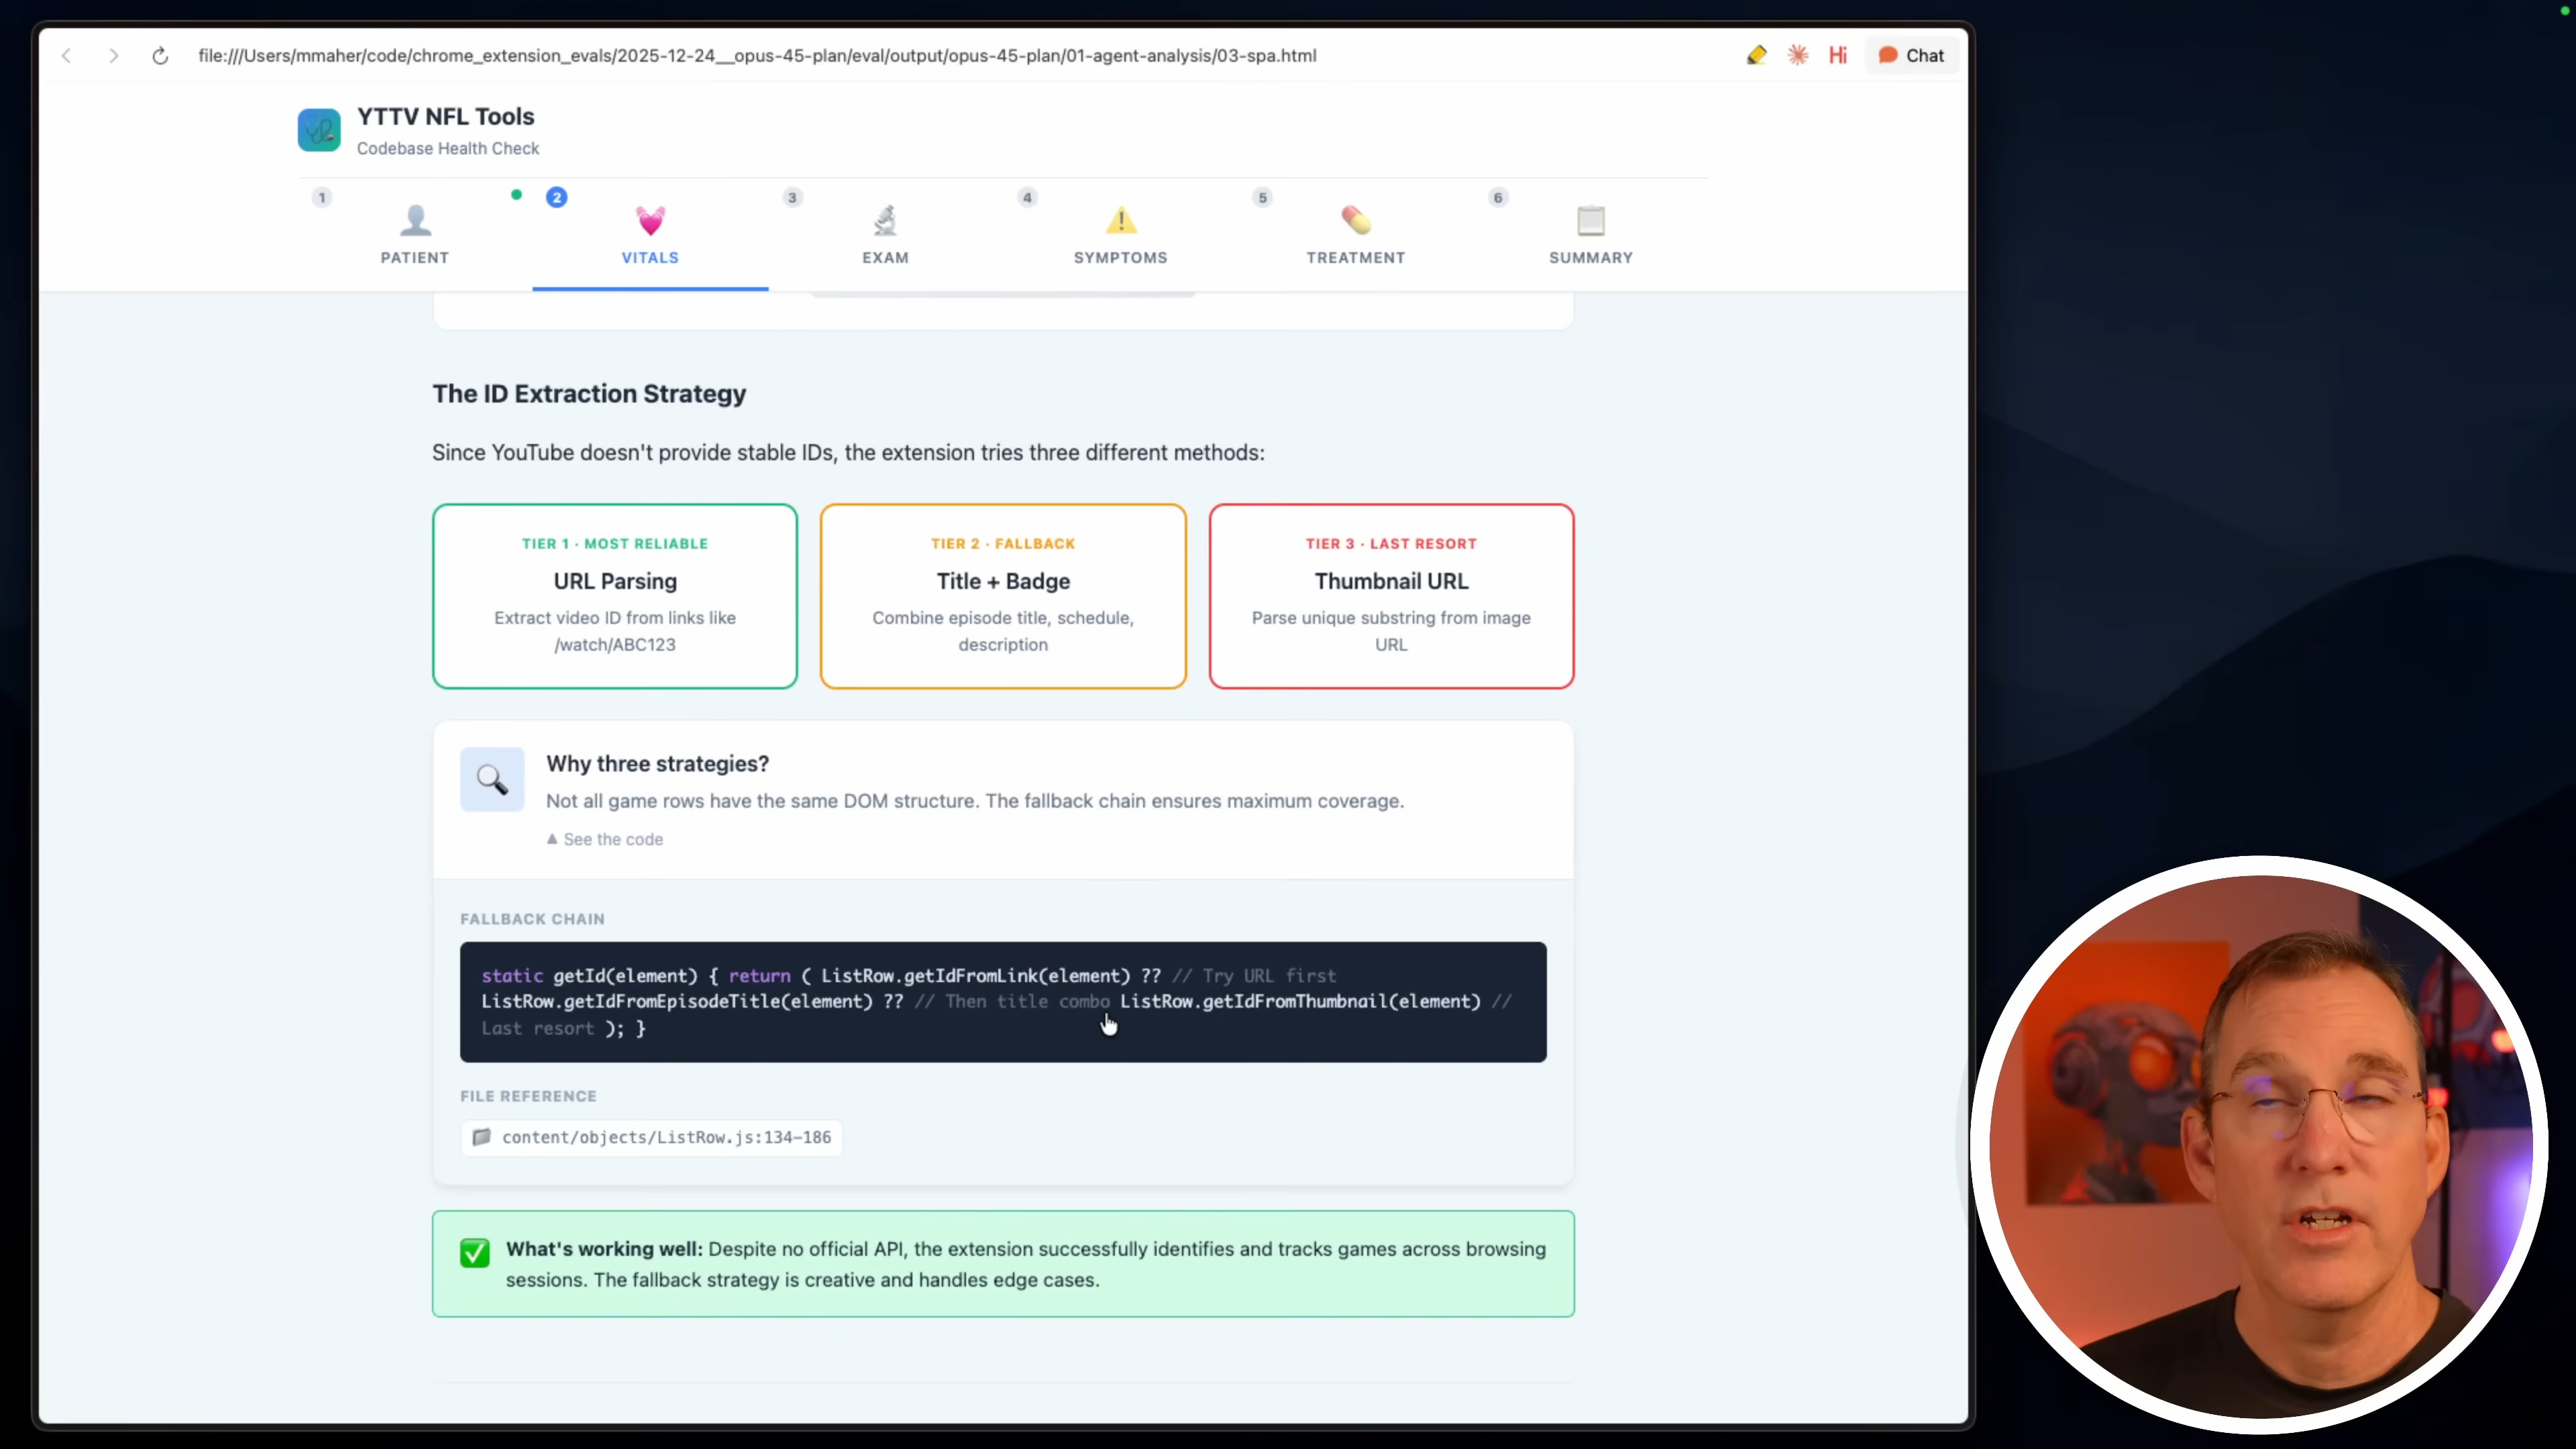 file:///Users/mmaher/code/chrome_extension_evals/2025-12-24__opus-45-plan/eval/output/opus-45-plan/01-agent-analysis/03-spa.html
Hi
Chat
YTTV NFL Tools
Codebase Health Check
1
PATIENT
2
VITALS
3
EXAM
4
SYMPTOMS
5
TREATMENT
6
SUMMARY
The ID Extraction Strategy
Since YouTube doesn't provide stable IDs, the extension tries three different methods:
TIER 1 · MOST RELIABLE
URL Parsing
Extract video ID from links like
/watch/ABC123
TIER 2 · FALLBACK
Title + Badge
Combine episode title, schedule,
description
TIER 3 · LAST RESORT
Thumbnail URL
Parse unique substring from image
URL
Why three strategies?
Not all game rows have the same DOM structure. The fallback chain ensures maximum coverage.
▲ See the code
FALLBACK CHAIN
static getId(element) { return ( ListRow.getIdFromLink(element) ?? // Try URL first
ListRow.getIdFromEpisodeTitle(element) ?? // Then title combo ListRow.getIdFromThumbnail(element) //
Last resort ); }
FILE REFERENCE
content/objects/ListRow.js:134–186
What's working well: Despite no official API, the extension successfully identifies and tracks games across browsing
sessions. The fallback strategy is creative and handles edge cases.